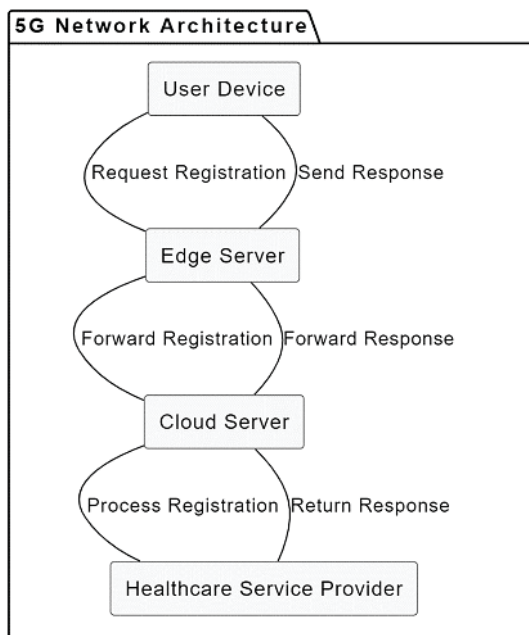 5G Network Architecture
User Device
Request Registration
Send Response
Edge Server
Forward Registration
Forward Response
Cloud Server
Process Registration
Return Response
Healthcare Service Provider